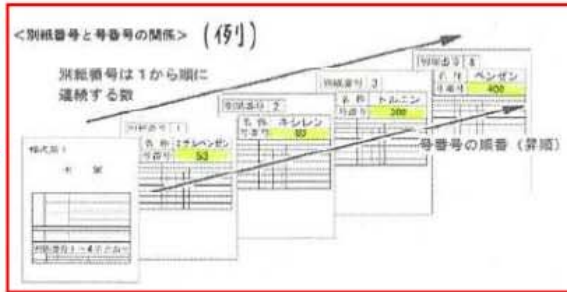 <別紙番号と号番号の関係> (例)
別紙番号は1から順に
連続する数
別紙番号 4
名 称 ベンゼン
号番号 400
別紙番号 3
名 称 トルエン
号番号 300
別紙番号 2
名 称 キシレン
号番号 80
別紙番号 1
名 称 エチルベンゼン
号番号 53
号番号の順番（昇順）
様式第1
本 紙